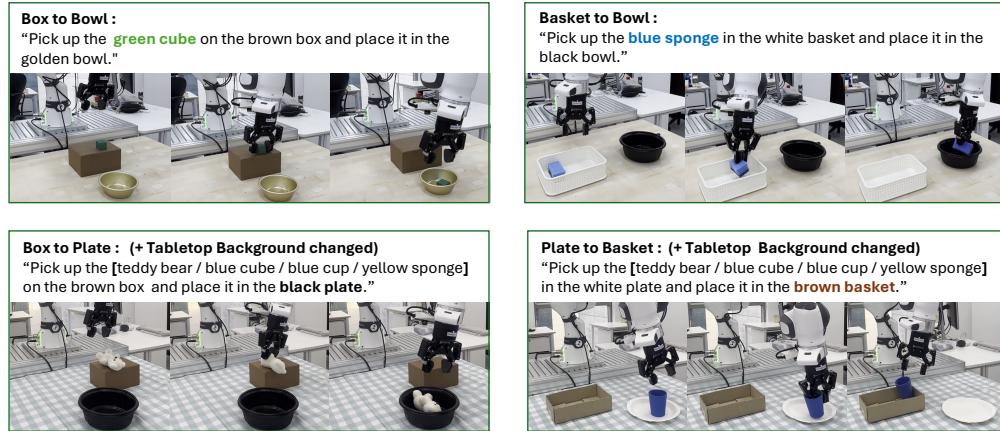 Box to Bowl :
“Pick up the green cube on the brown box and place it in the
golden bowl."
Basket to Bowl :
“Pick up the blue sponge in the white basket and place it in the
black bowl.”
Box to Plate : (+ Tabletop Background changed)
“Pick up the [teddy bear / blue cube / blue cup / yellow sponge]
on the brown box and place it in the black plate.”
Plate to Basket : (+ Tabletop Background changed)
“Pick up the [teddy bear / blue cube / blue cup / yellow sponge]
in the white plate and place it in the brown basket.”